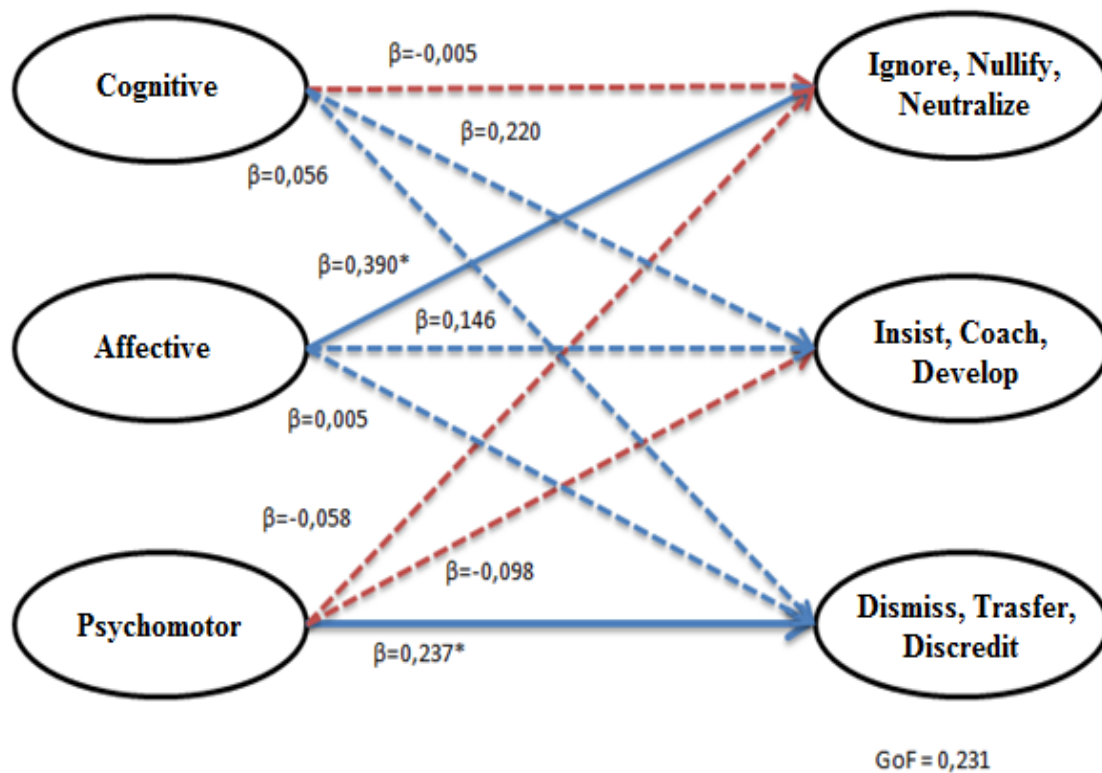 β=-0,005
Cognitive
Ignore, Nullify,
Neutralize
β=0,220
β=0,056
β=0,390*
Affective
β=0,146
Insist, Coach,
Develop
β=0,005
β=-0,058
β=-0,098
Psychomotor
Dismiss, Trasfer,
Discredit
β=0,237*
GoF = 0,231